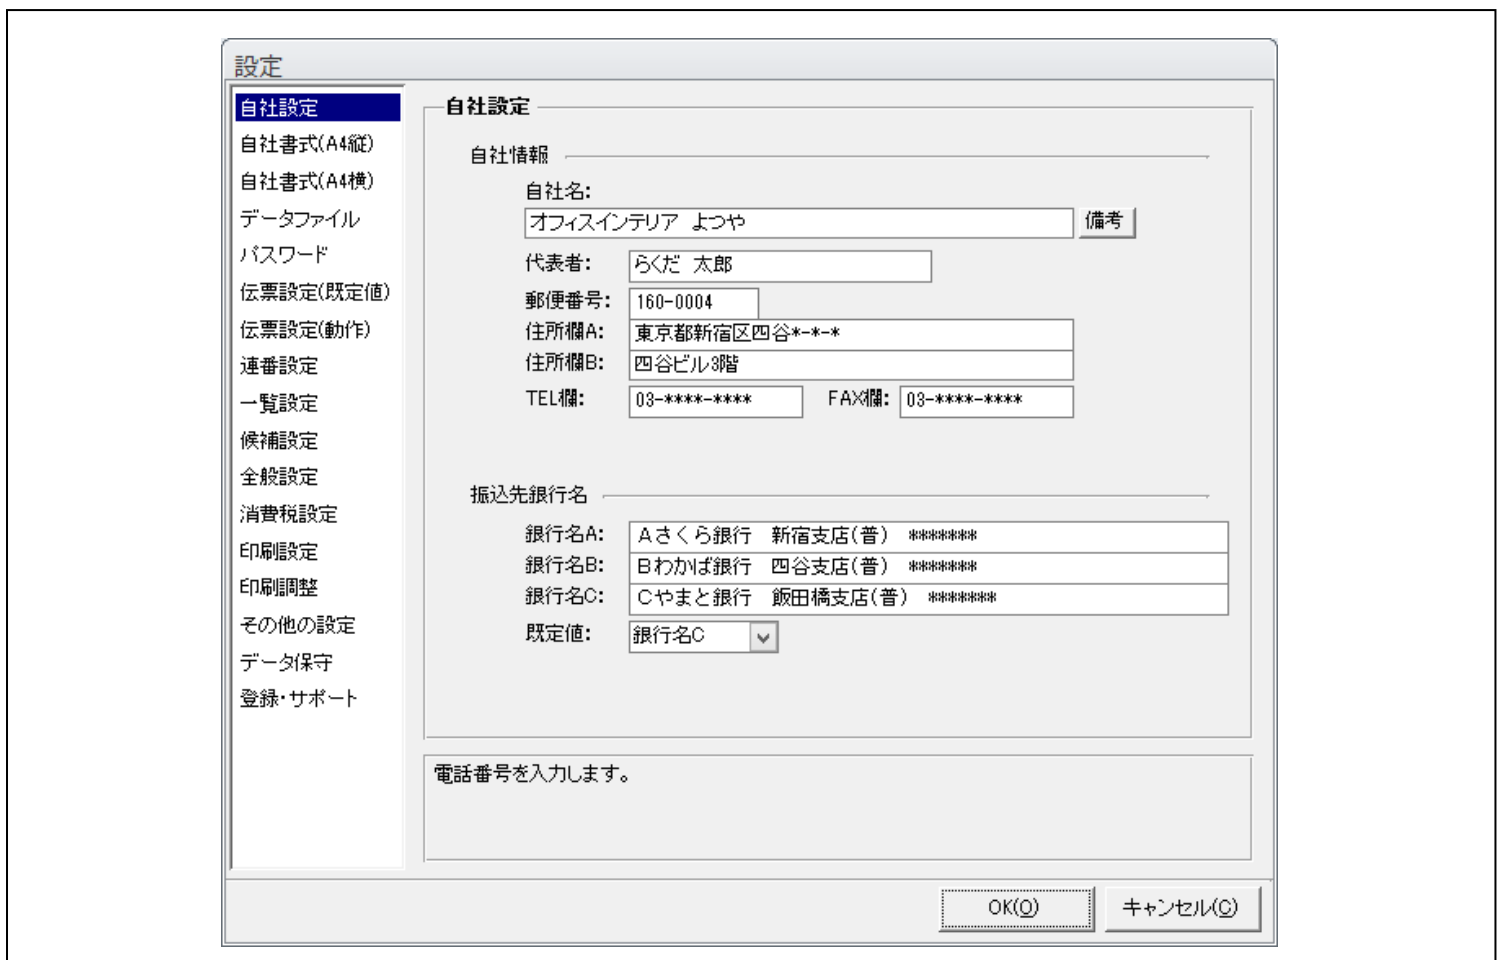 設定
自社設定
自社書式(A4縦)
自社書式(A4横)
データファイル
パスワード
伝票設定(既定値)
伝票設定(動作)
連番設定
一覧設定
候補設定
全般設定
消費税設定
印刷設定
印刷調整
その他の設定
データ保守
登録・サポート
自社設定
自社情報
自社名:
オフィスインテリア よつや 備考
代表者: らくだ 太郎
郵便番号: 160-0004
住所欄A: 東京都新宿区四谷*-*-*
住所欄B: 四谷ビル3階
TEL欄: 03-****-**** FAX欄: 03-****-****
振込先銀行名
銀行名A: Aさくら銀行 新宿支店(普) *******
銀行名B: Bわかば銀行 四谷支店(普) *******
銀行名C: Cやまと銀行 飯田橋支店(普) *******
既定値: 銀行名C
電話番号を入力します。
OK(O) キャンセル(C)